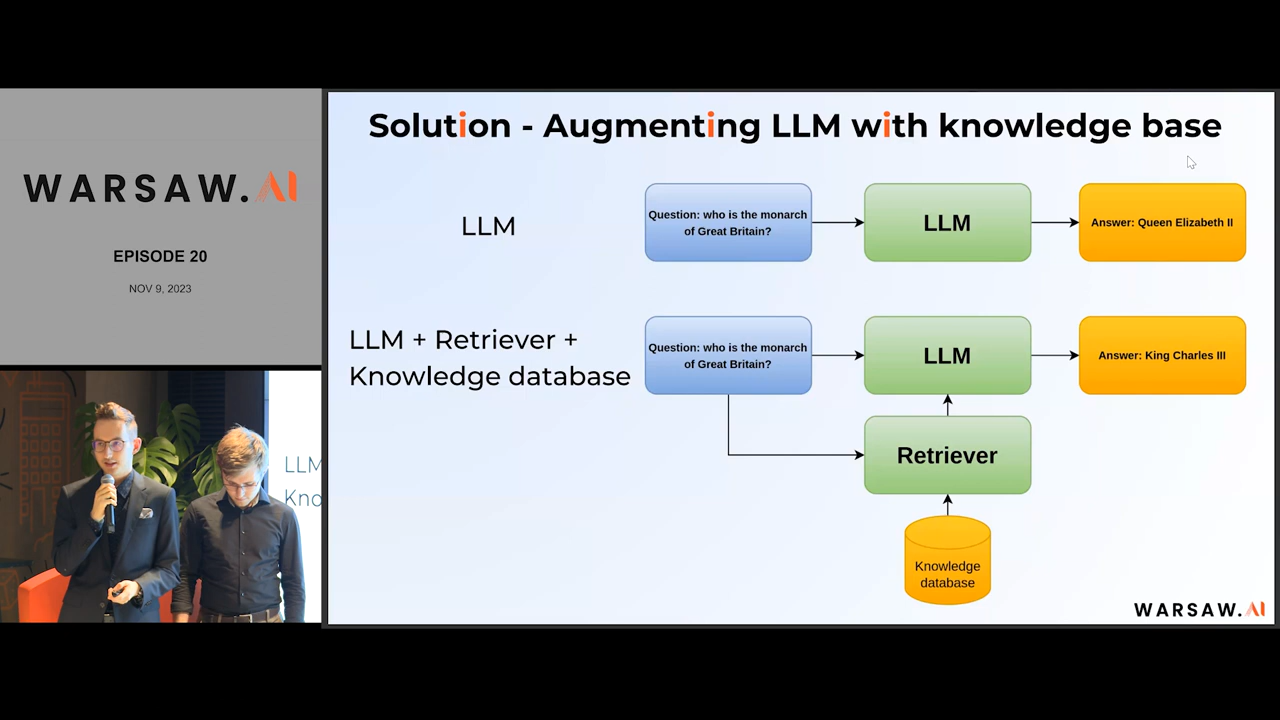 WARSAW.AI
EPISODE 20
NOV 9, 2023
LLM
Kno
Solution - Augmenting LLM with knowledge base
LLM
Question: who is the monarch
of Great Britain?
LLM
Answer: Queen Elizabeth II
LLM + Retriever +
Knowledge database
Question: who is the monarch
of Great Britain?
LLM
Answer: King Charles III
Retriever
Knowledge
database
WARSAW.AI